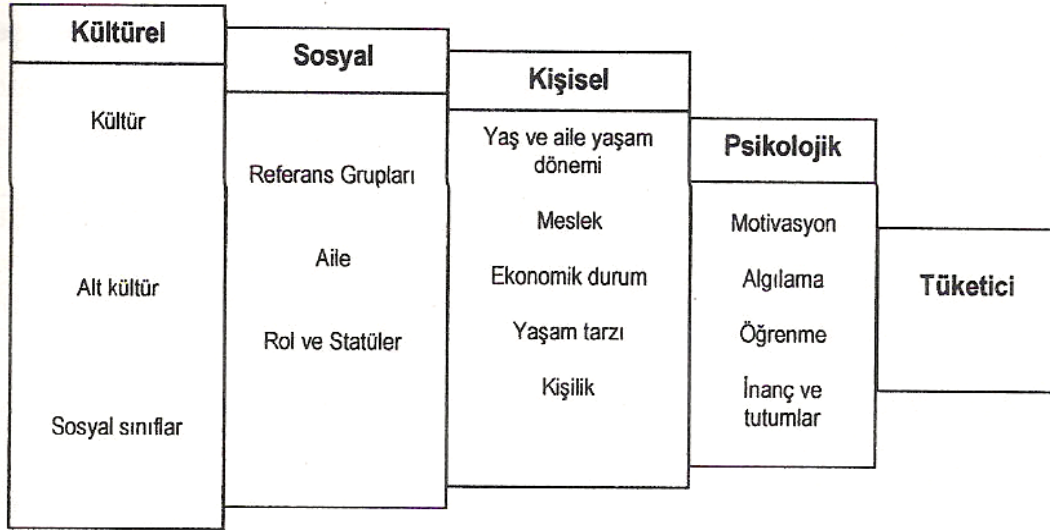 Kültürel
Kültür
Alt kültür
Sosyal sınıflar
Sosyal
Referans Grupları
Aile
Rol ve Statüler
Kişisel
Yaş ve aile yaşam
dönemi
Meslek
Ekonomik durum
Yaşam tarzı
Kişilik
Psikolojik
Motivasyon
Algılama
Öğrenme
İnanç ve
tutumlar
Tüketici